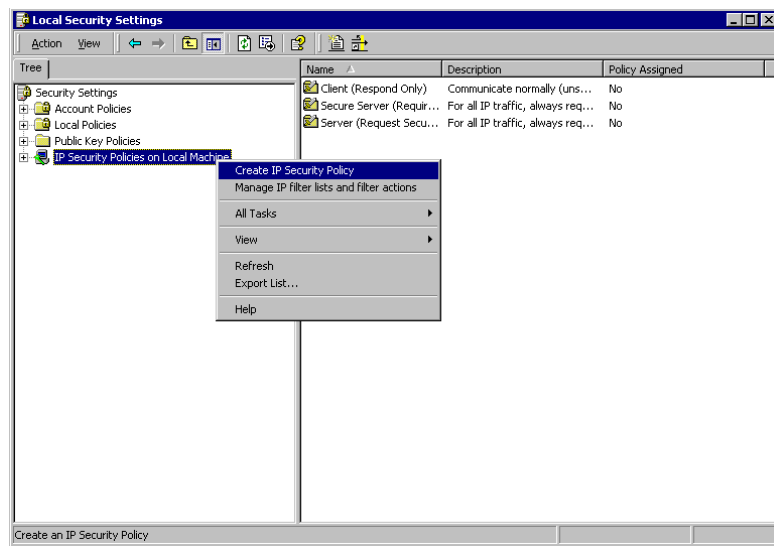 Local Security Settings
Action View
Tree
Security Settings
Account Policies
Local Policies
Public Key Policies
IP Security Policies on Local Machine
Name Description Policy Assigned
Client (Respond Only) Communicate normally (uns... No
Secure Server (Requir... For all IP traffic, always req... No
Server (Request Secu... For all IP traffic, always req... No
Create IP Security Policy
Manage IP filter lists and filter actions
All Tasks
View
Refresh
Export List...
Help
Create an IP Security Policy